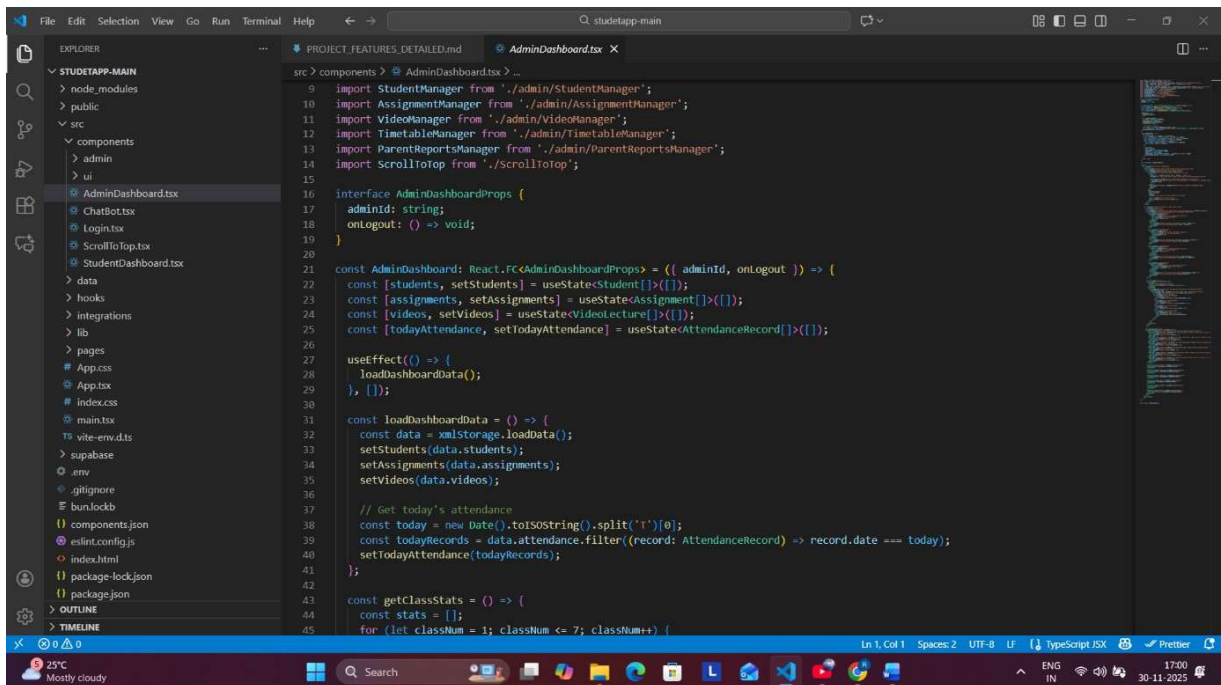 File Edit Selection View Go Run Terminal Help
studetapp-main
EXPLORER
STUDETAPP-MAIN
node_modules
public
src
components
admin
ui
AdminDashboard.tsx
ChatBot.tsx
Login.tsx
ScrollToTop.tsx
StudentDashboard.tsx
data
hooks
integrations
lib
pages
# App.css
App.tsx
# index.css
main.tsx
TS vite-env.d.ts
supabase
.env
.gitignore
bun.lockb
{} components.json
eslint.config.js
index.html
{} package-lock.json
{} package.json
OUTLINE
TIMELINE
PROJECT_FEATURES_DETAILED.md AdminDashboard.tsx
src > components > AdminDashboard.tsx > ...
9 import StudentManager from './admin/StudentManager';
10 import AssignmentManager from './admin/AssignmentManager';
11 import VideoManager from './admin/VideoManager';
12 import TimetableManager from './admin/TimetableManager';
13 import ParentReportsManager from './admin/ParentReportsManager';
14 import ScrollToTop from './ScrollToTop';
15
16 interface AdminDashboardProps {
17 adminId: string;
18 onLogout: () => void;
19 }
20
21 const AdminDashboard: React.FC<AdminDashboardProps> = ({ adminId, onLogout }) => {
22 const [students, setStudents] = useState<Student[]>([]);
23 const [assignments, setAssignments] = useState<Assignment[]>([]);
24 const [videos, setVideos] = useState<VideoLecture[]>([]);
25 const [todayAttendance, setTodayAttendance] = useState<AttendanceRecord[]>([]);
26
27 useEffect(() => {
28 loadDashboardData();
29 }, []);
30
31 const loadDashboardData = () => {
32 const data = xmlStorage.loadData();
33 setStudents(data.students);
34 setAssignments(data.assignments);
35 setVideos(data.videos);
36
37 // Get today's attendance
38 const today = new Date().toISOString().split('T')[0];
39 const todayRecords = data.attendance.filter((record: AttendanceRecord) => record.date === today);
40 setTodayAttendance(todayRecords);
41 };
42
43 const getClassStats = () => {
44 const stats = [];
45 for (let classNum = 1; classNum <= 7; classNum++) {
0 0 Ln 1, Col 1 Spaces: 2 UTF-8 LF {} TypeScript JSX Prettier
5 25°C
Mostly cloudy
Search
ENG
IN
17:00
30-11-2025